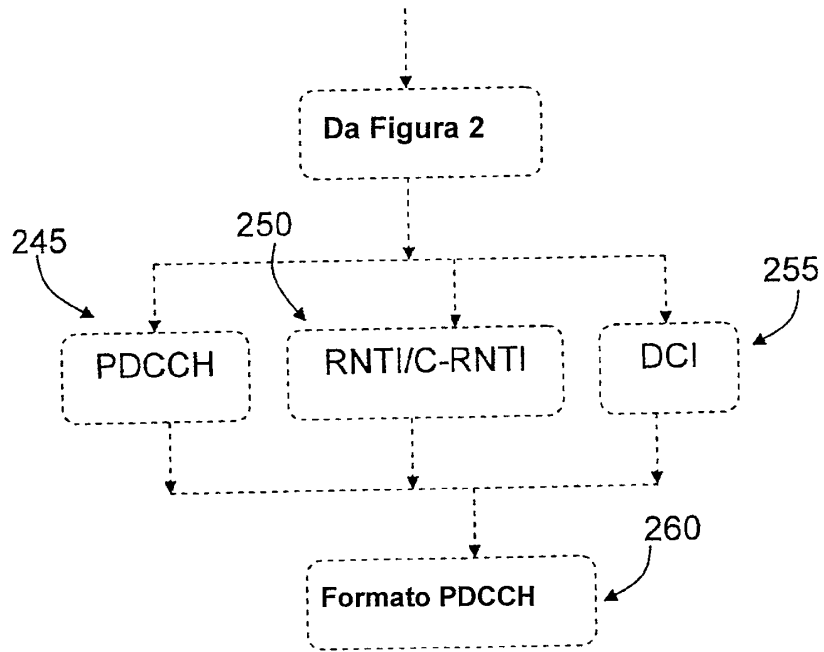 Da Figura 2
245
250
255
PDCCH
RNTI/C-RNTI
DCI
260
Formato PDCCH